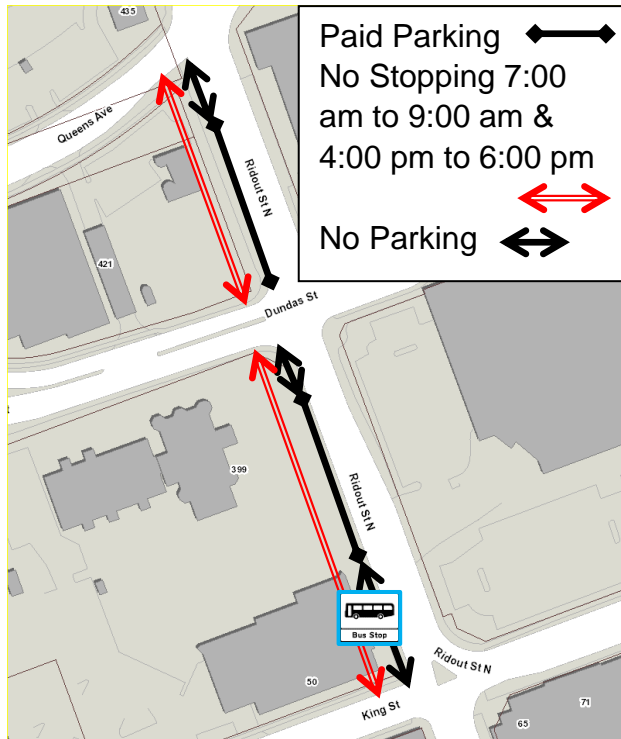 435
Paid Parking
No Stopping 7:00
am to 9:00 am &
4:00 pm to 6:00 pm
No Parking
Queens Ave
Ridout St N
421
Dundas St
t
399
Ridout St N
Bus Stop
Ridout St N
50
King St
71
65